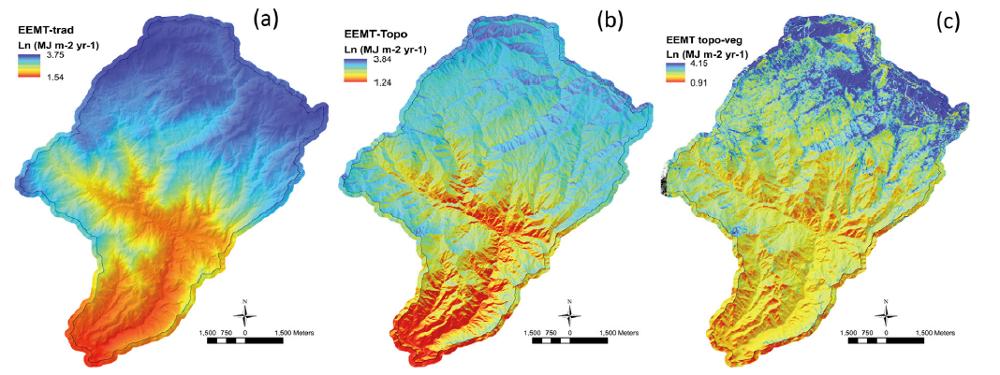 (a)
EEMT-trad
Ln (MJ m-2 yr-1)
3.75
1.54
N
1,500 750 0 1,500 Meters
(b)
EEMT-Topo
Ln (MJ m-2 yr-1)
3.84
1.24
N
1,500 750 0 1,500 Meters
(c)
EEMT topo-veg
Ln (MJ m-2 yr-1)
4.15
0.91
N
1,500 750 0 1,500 Meters